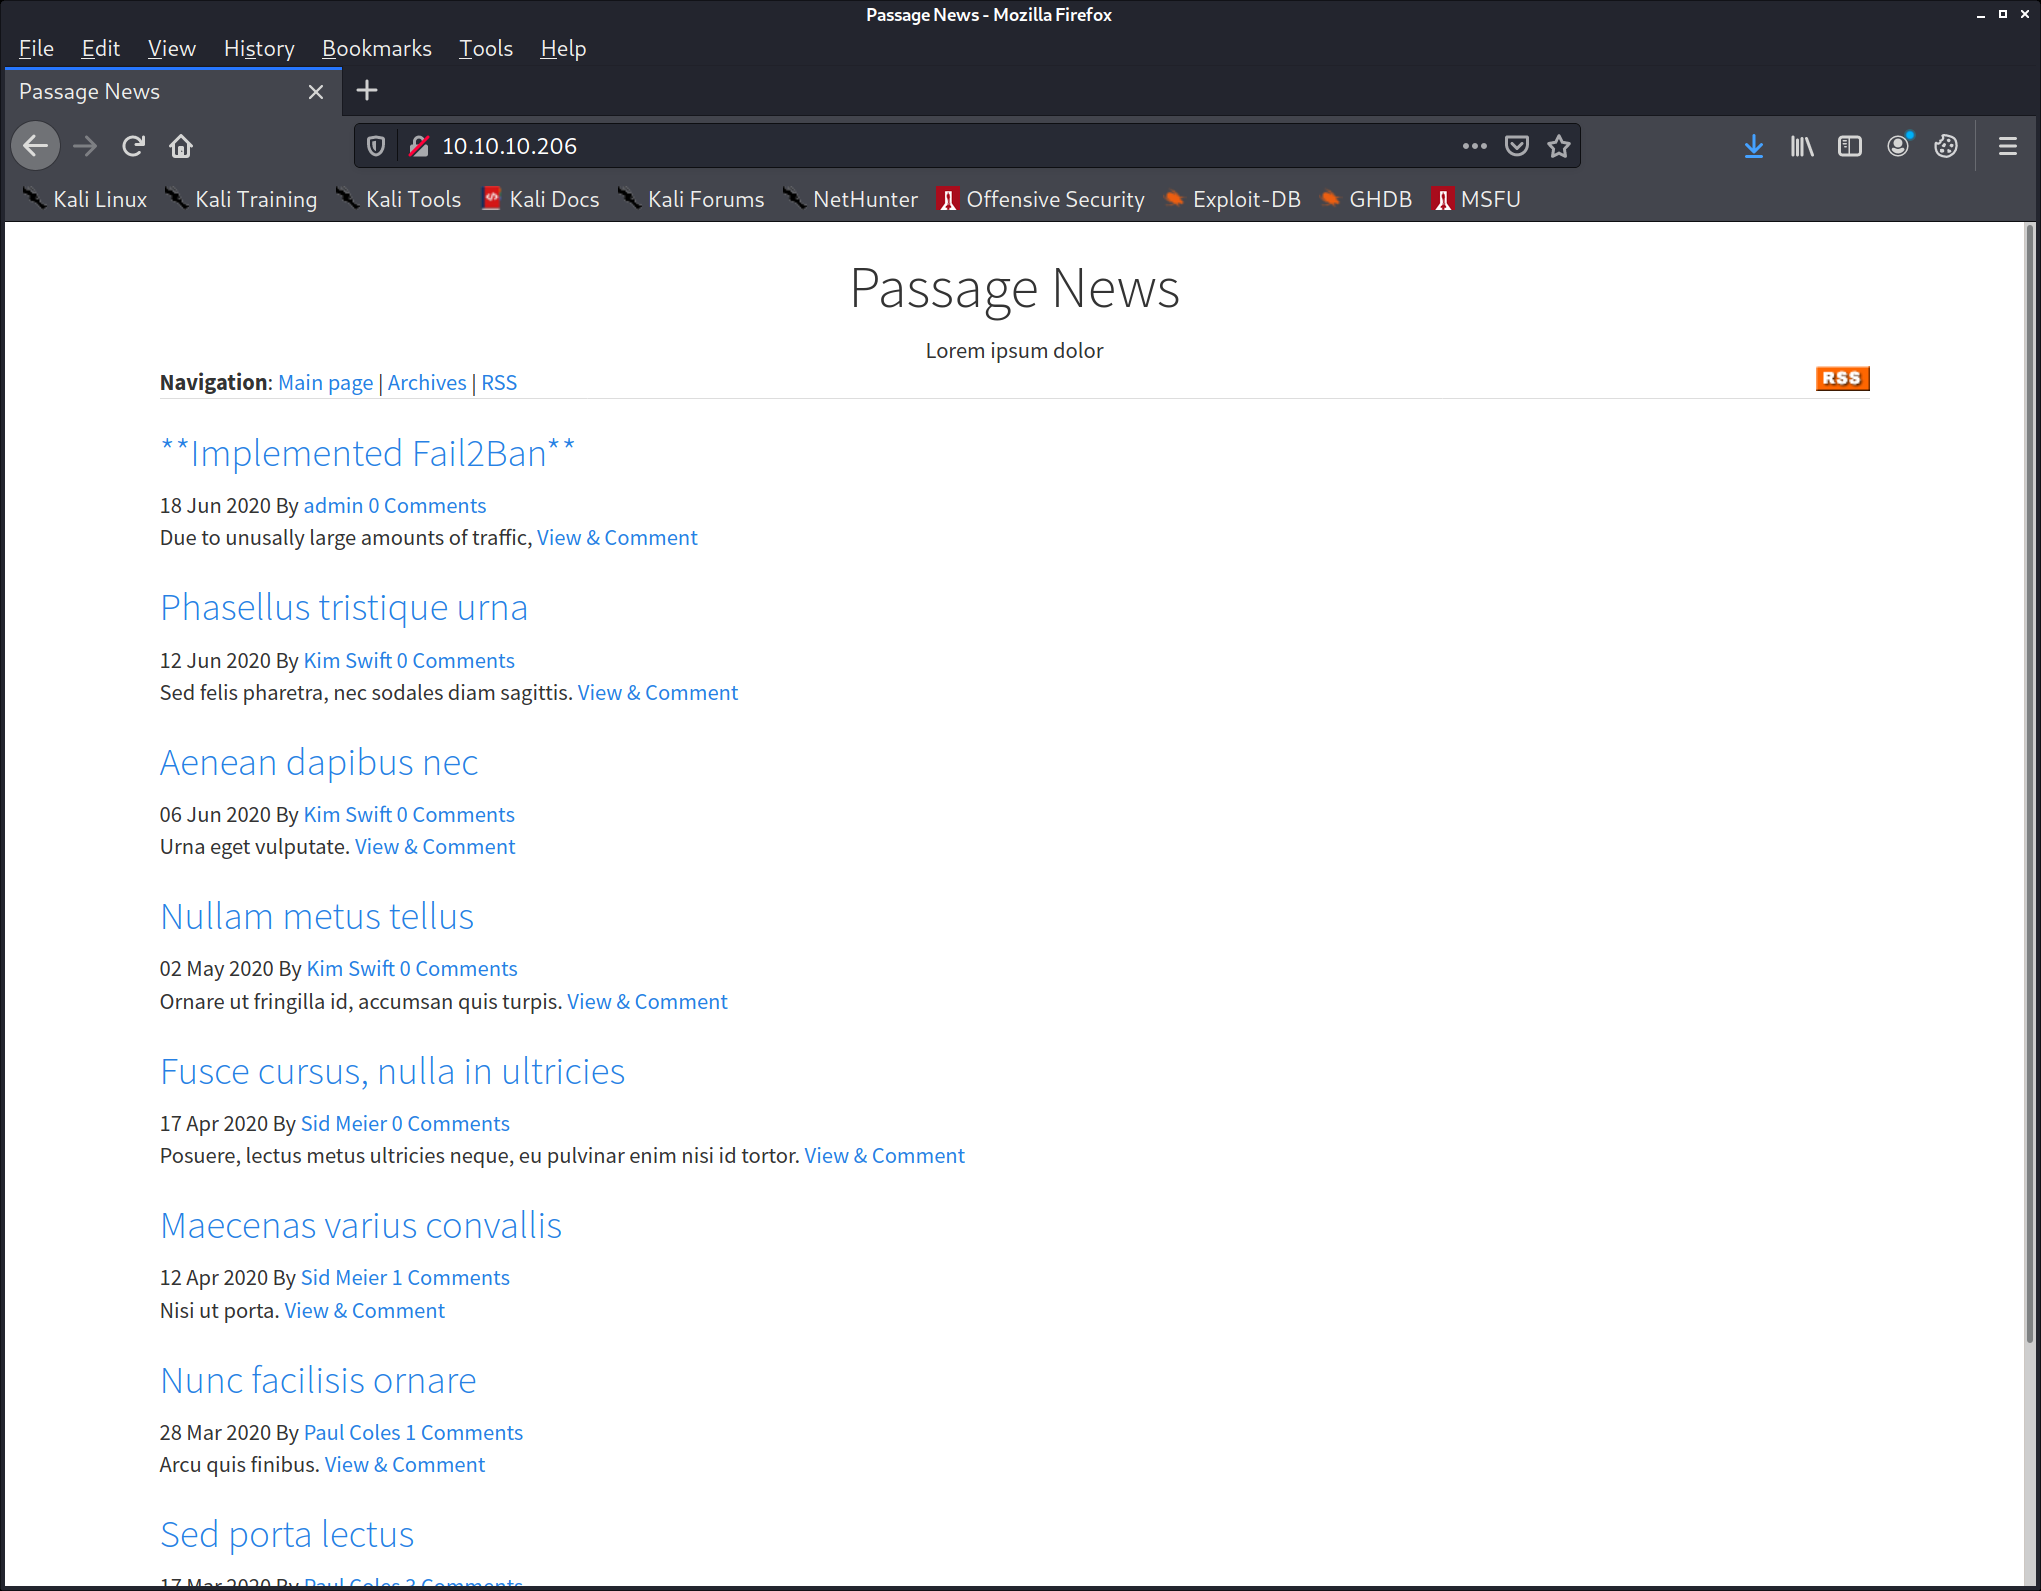 Passage News - Mozilla Firefox
File Edit View History Bookmarks Tools Help
Passage News
10.10.10.206
Kali Linux Kali Training Kali Tools Kali Docs Kali Forums NetHunter Offensive Security Exploit-DB GHDB MSFU
Passage News
Lorem ipsum dolor
Navigation: Main page | Archives | RSS
RSS
**Implemented Fail2Ban**
18 Jun 2020 By admin 0 Comments
Due to unusally large amounts of traffic, View & Comment
Phasellus tristique urna
12 Jun 2020 By Kim Swift 0 Comments
Sed felis pharetra, nec sodales diam sagittis. View & Comment
Aenean dapibus nec
06 Jun 2020 By Kim Swift 0 Comments
Urna eget vulputate. View & Comment
Nullam metus tellus
02 May 2020 By Kim Swift 0 Comments
Ornare ut fringilla id, accumsan quis turpis. View & Comment
Fusce cursus, nulla in ultricies
17 Apr 2020 By Sid Meier 0 Comments
Posuere, lectus metus ultricies neque, eu pulvinar enim nisi id tortor. View & Comment
Maecenas varius convallis
12 Apr 2020 By Sid Meier 1 Comments
Nisi ut porta. View & Comment
Nunc facilisis ornare
28 Mar 2020 By Paul Coles 1 Comments
Arcu quis finibus. View & Comment
Sed porta lectus
17 Mar 2020 By Paul Coles Comments